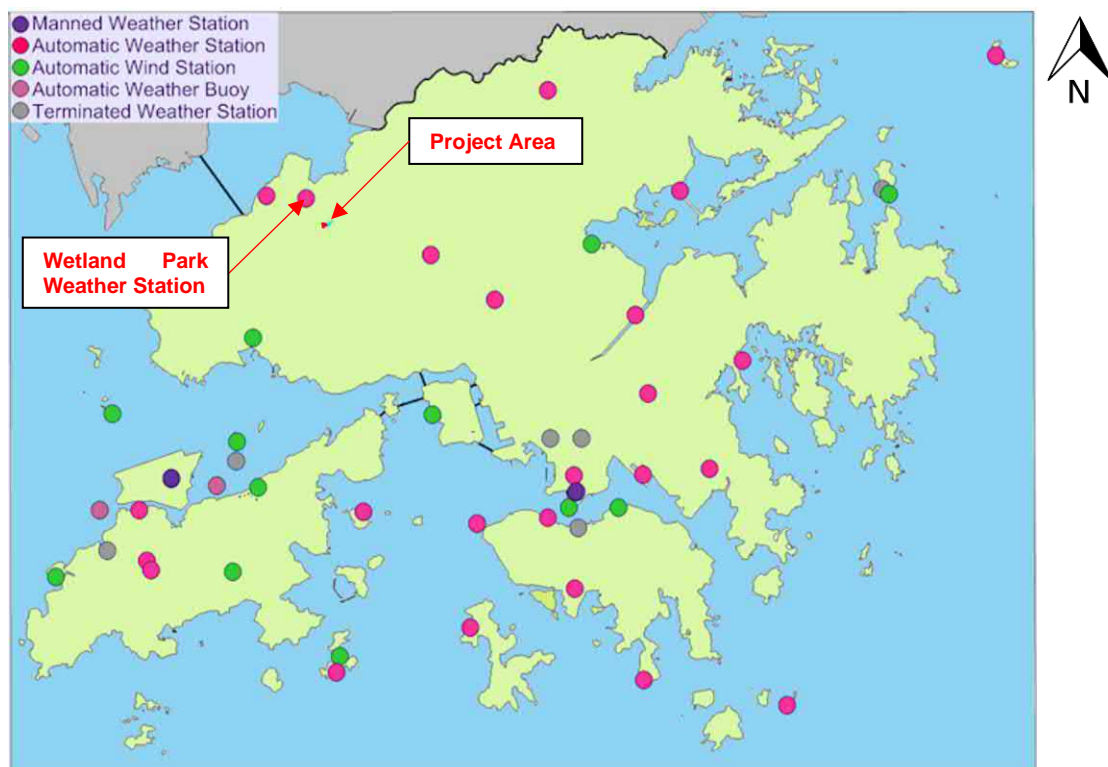 Manned Weather Station
Automatic Weather Station
Automatic Wind Station
Automatic Weather Buoy
Terminated Weather Station
N
Project Area
Wetland Park
Weather Station